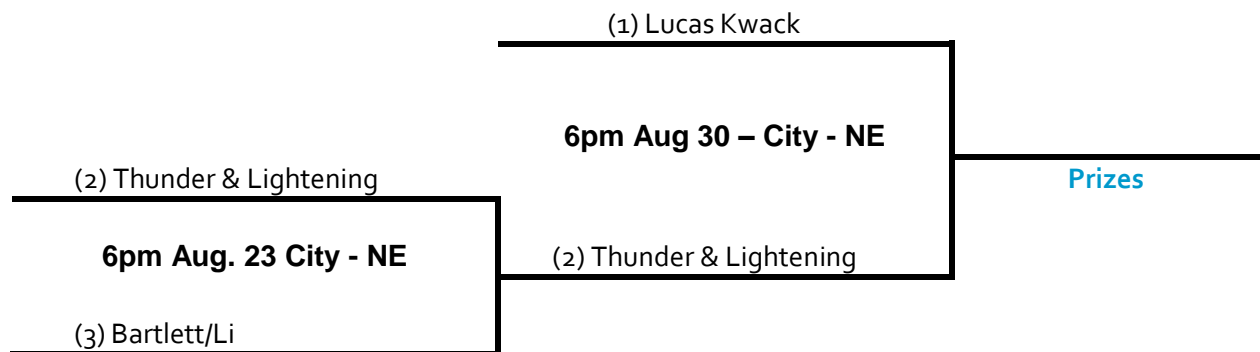 (1) Lucas Kwack
6pm Aug 30 – City - NE
(2) Thunder & Lightening
Prizes
6pm Aug. 23 City - NE
(2) Thunder & Lightening
(3) Bartlett/Li